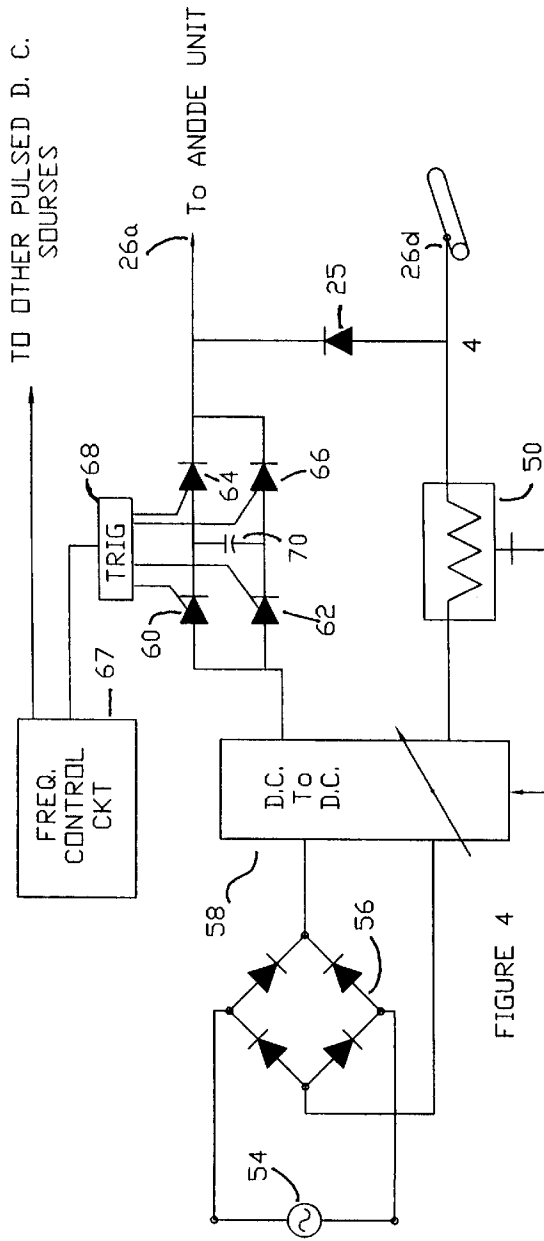 TO OTHER PULSED D. C.
SOURSES
FREQ.
CONTROL
CKT
67
TRIG
68
26a
To ANODE UNIT
60
64
62
66
70
25
58
D.C.
To
D.C.
54
56
50
4
26d
FIGURE 4